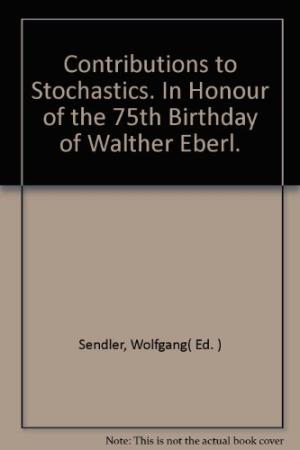 Contributions to
Stochastics. In Honour
of the 75th Birthday
of Walther Eberl.
Sendler, Wolfgang( Ed. )
Note: This is not the actual book cover